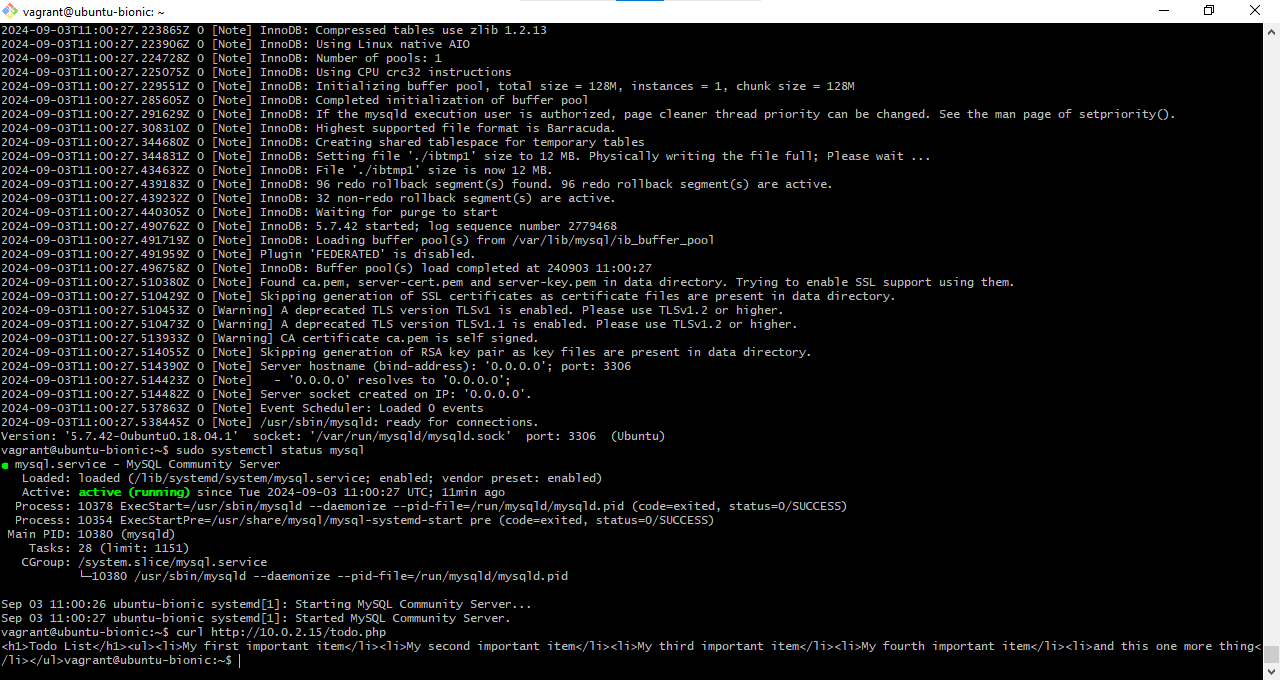 vagrant@ubuntu-bionic: ~
2024-09-03T11:00:27.223865Z 0 [Note] InnoDB: Compressed tables use zlib 1.2.13
2024-09-03T11:00:27.223906Z 0 [Note] InnoDB: Using Linux native AIO
2024-09-03T11:00:27.224728Z 0 [Note] InnoDB: Number of pools: 1
2024-09-03T11:00:27.225075Z 0 [Note] InnoDB: Using CPU crc32 instructions
2024-09-03T11:00:27.229551Z 0 [Note] InnoDB: Initializing buffer pool, total size = 128M, instances = 1, chunk size = 128M
2024-09-03T11:00:27.285605Z 0 [Note] InnoDB: Completed initialization of buffer pool
2024-09-03T11:00:27.291629Z 0 [Note] InnoDB: If the mysqld execution user is authorized, page cleaner thread priority can be changed. See the man page of setpriority().
2024-09-03T11:00:27.308310Z 0 [Note] InnoDB: Highest supported file format is Barracuda.
2024-09-03T11:00:27.344680Z 0 [Note] InnoDB: Creating shared tablespace for temporary tables
2024-09-03T11:00:27.344831Z 0 [Note] InnoDB: Setting file './ibtmp1' size to 12 MB. Physically writing the file full; Please wait ...
2024-09-03T11:00:27.434632Z 0 [Note] InnoDB: File './ibtmp1' size is now 12 MB.
2024-09-03T11:00:27.439183Z 0 [Note] InnoDB: 96 redo rollback segment(s) found. 96 redo rollback segment(s) are active.
2024-09-03T11:00:27.439232Z 0 [Note] InnoDB: 32 non-redo rollback segment(s) are active.
2024-09-03T11:00:27.440305Z 0 [Note] InnoDB: Waiting for purge to start
2024-09-03T11:00:27.490762Z 0 [Note] InnoDB: 5.7.42 started; log sequence number 2779468
2024-09-03T11:00:27.491719Z 0 [Note] InnoDB: Loading buffer pool(s) from /var/lib/mysql/ib_buffer_pool
2024-09-03T11:00:27.491959Z 0 [Note] Plugin 'FEDERATED' is disabled.
2024-09-03T11:00:27.496758Z 0 [Note] InnoDB: Buffer pool(s) load completed at 240903 11:00:27
2024-09-03T11:00:27.510380Z 0 [Note] Found ca.pem, server-cert.pem and server-key.pem in data directory. Trying to enable SSL support using them.
2024-09-03T11:00:27.510429Z 0 [Note] Skipping generation of SSL certificates as certificate files are present in data directory.
2024-09-03T11:00:27.510453Z 0 [Warning] A deprecated TLS version TLSv1 is enabled. Please use TLSv1.2 or higher.
2024-09-03T11:00:27.510473Z 0 [Warning] A deprecated TLS version TLSv1.1 is enabled. Please use TLSv1.2 or higher.
2024-09-03T11:00:27.513933Z 0 [Warning] CA certificate ca.pem is self signed.
2024-09-03T11:00:27.514055Z 0 [Note] Skipping generation of RSA key pair as key files are present in data directory.
2024-09-03T11:00:27.514390Z 0 [Note] Server hostname (bind-address): '0.0.0.0'; port: 3306
2024-09-03T11:00:27.514423Z 0 [Note]   - '0.0.0.0' resolves to '0.0.0.0';
2024-09-03T11:00:27.514482Z 0 [Note] Server socket created on IP: '0.0.0.0'.
2024-09-03T11:00:27.537863Z 0 [Note] Event Scheduler: Loaded 0 events
2024-09-03T11:00:27.538445Z 0 [Note] /usr/sbin/mysqld: ready for connections.
Version: '5.7.42-0ubuntu0.18.04.1'  socket: '/var/run/mysqld/mysqld.sock'  port: 3306  (Ubuntu)
vagrant@ubuntu-bionic:~$ sudo systemctl status mysql
● mysql.service - MySQL Community Server
   Loaded: loaded (/lib/systemd/system/mysql.service; enabled; vendor preset: enabled)
   Active: active (running) since Tue 2024-09-03 11:00:27 UTC; 11min ago
  Process: 10378 ExecStart=/usr/sbin/mysqld --daemonize --pid-file=/run/mysqld/mysqld.pid (code=exited, status=0/SUCCESS)
  Process: 10354 ExecStartPre=/usr/share/mysql/mysql-systemd-start pre (code=exited, status=0/SUCCESS)
 Main PID: 10380 (mysqld)
    Tasks: 28 (limit: 1151)
   CGroup: /system.slice/mysql.service
           └─10380 /usr/sbin/mysqld --daemonize --pid-file=/run/mysqld/mysqld.pid
Sep 03 11:00:26 ubuntu-bionic systemd[1]: Starting MySQL Community Server...
Sep 03 11:00:27 ubuntu-bionic systemd[1]: Started MySQL Community Server.
vagrant@ubuntu-bionic:~$ curl http://10.0.2.15/todo.php
<h1>Todo List</h1><ul><li>My first important item</li><li>My second important item</li><li>My third important item</li><li>My fourth important item</li><li>and this one more thing<
/li></ul>vagrant@ubuntu-bionic:~$